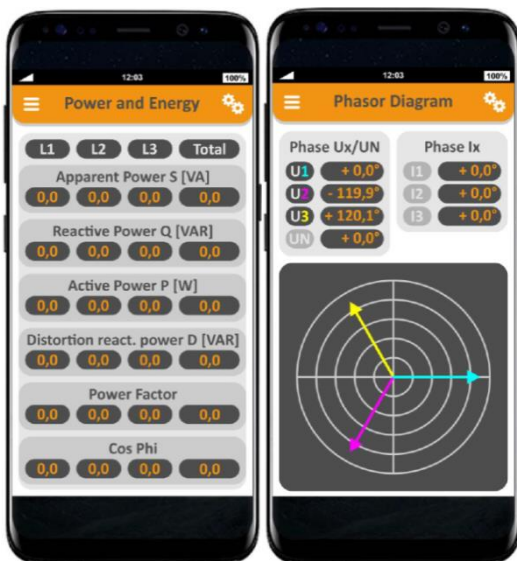 12:03
100%
Power and Energy
L1 L2 L3 Total
Apparent Power S [VA]
0,0 0,0 0,0 0,0
Reactive Power Q [VAR]
0,0 0,0 0,0 0,0
Active Power P [W]
0,0 0,0 0,0 0,0
Distortion react. power D [VAR]
0,0 0,0 0,0 0,0
Power Factor
0,0 0,0 0,0 0,0
Cos Phi
0,0 0,0 0,0 0,0
12:03
100%
Phasor Diagram
Phase Ux/UN
U1 + 0,0°
U2 - 119,9°
U3 + 120,1°
UN + 0,0°
Phase Ix
I1 + 0,0°
I2 + 0,0°
I3 + 0,0°